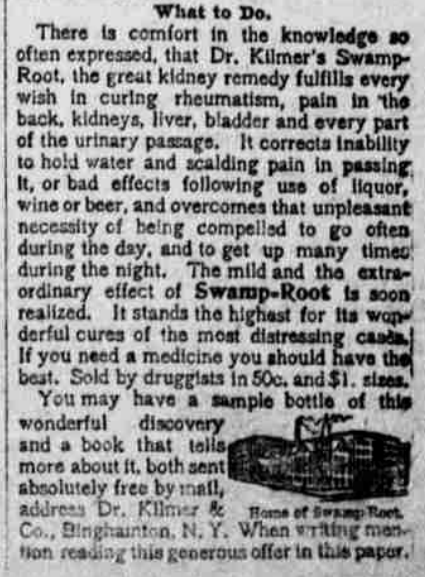 What to Do.
There is comfort in the knowledge so
often expressed, that Dr. Kilmer's Swamp-
Root, the great kidney remedy fulfills every
wish in curing rheumatism, pain in the
back, kidneys, liver, bladder and every part
of the urinary passage. It corrects inability
to hold water and scalding pain in passing
it, or bad effects following use of liquor,
wine or beer, and overcomes that unpleasant
necessity of being compelled to go often
during the day, and to get up many times
during the night. The mild and the extra-
ordinary effect of Swamp-Root is soon
realized. It stands the highest for its won-
derful cures of the most distressing cases.
If you need a medicine you should have the
best. Sold by druggists in 50c. and $1. sizes.
You may have a sample bottle of this
wonderful discovery
and a book that tells
more about it, both sent
absolutely free by mail,
address Dr. Kilmer &
Home of Swamp-Root.
Co., Binghamton, N. Y. When writing men-
tion reading this generous offer in this paper.